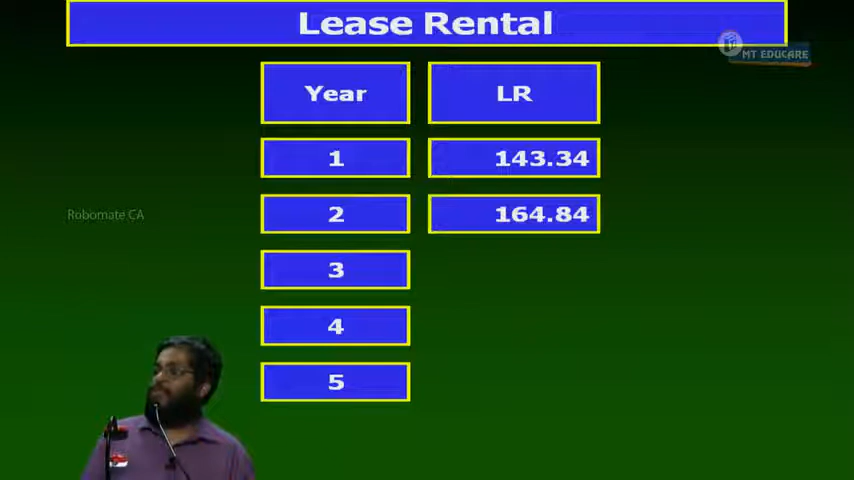 Lease Rental
MT EDUCARE
Year LR
1 143.34
2 164.84
Robomate CA
3
4
5